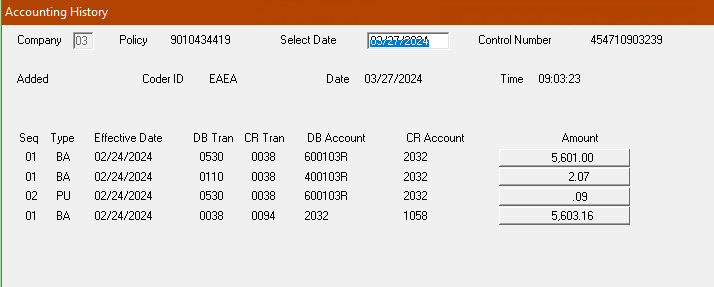 Accounting History
Company 03 Policy 9010434419 Select Date 03/27/2024 Control Number 454710903239
Added Coder ID EAEA Date 03/27/2024 Time 09:03:23
Seq Type Effective Date DB Tran CR Tran DB Account CR Account Amount
01 BA 02/24/2024 0530 0038 600103R 2032 5,601.00
01 BA 02/24/2024 0110 0038 400103R 2032 2.07
02 PU 02/24/2024 0530 0038 600103R 2032 .09
01 BA 02/24/2024 0038 0094 2032 1058 5,603.16